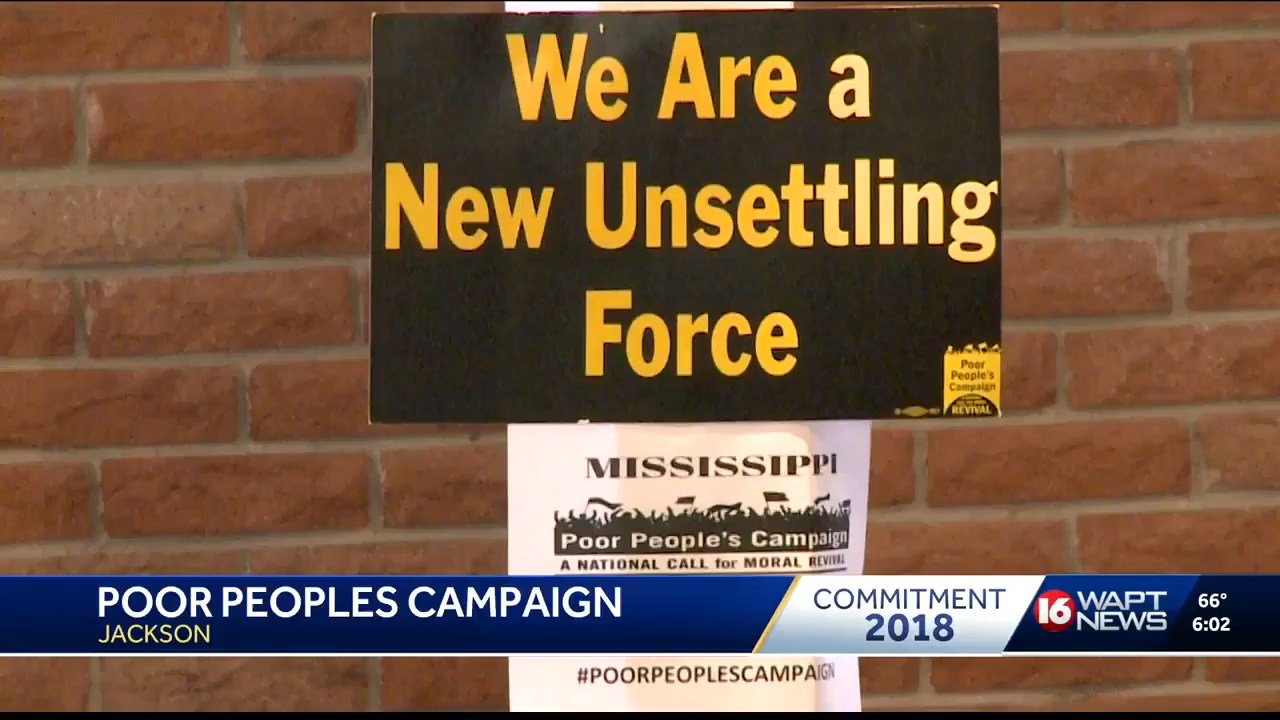 We Are a
New Unsettling
Force
Poor
People's
Campaign
REVIVAL
MISSISSIPPI
Poor People's Campaign
A NATIONAL CALL for MORAL REVIVAL
POOR PEOPLES CAMPAIGN
JACKSON
COMMITMENT
2018
16 WAPT
NEWS
66°
6:02
#POORPEOPLESCAMPAIGN